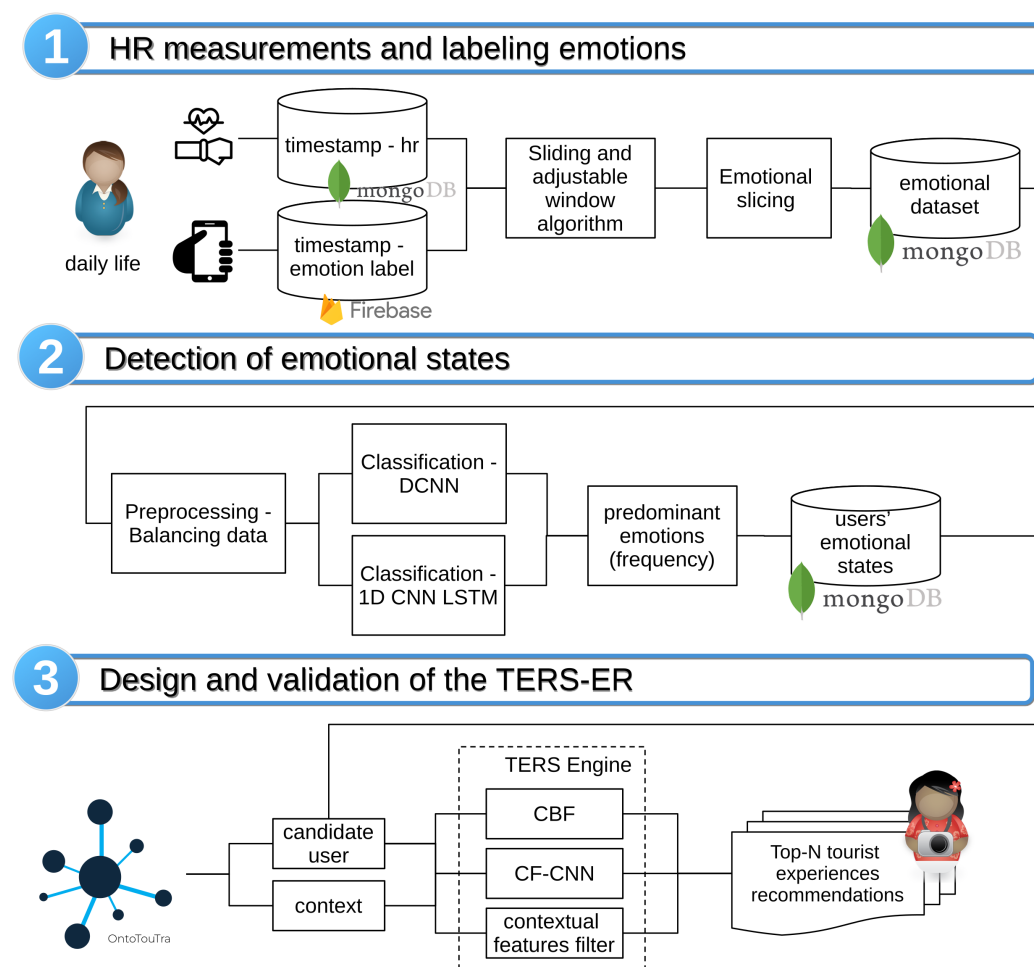 1
HR measurements and labeling emotions
timestamp - hr
mongoDB
timestamp -
emotion label
Firebase
daily life
Sliding and
adjustable
window
algorithm
Emotional
slicing
emotional
dataset
mongoDB
2
Detection of emotional states
Preprocessing -
Balancing data
Classification -
DCNN
Classification -
1D CNN LSTM
predominant
emotions
(frequency)
users'
emotional
states
mongoDB
3
Design and validation of the TERS-ER
OntoTouTra
candidate
user
context
TERS Engine
CBF
CF-CNN
contextual
features filter
Top-N tourist
experiences
recommendations